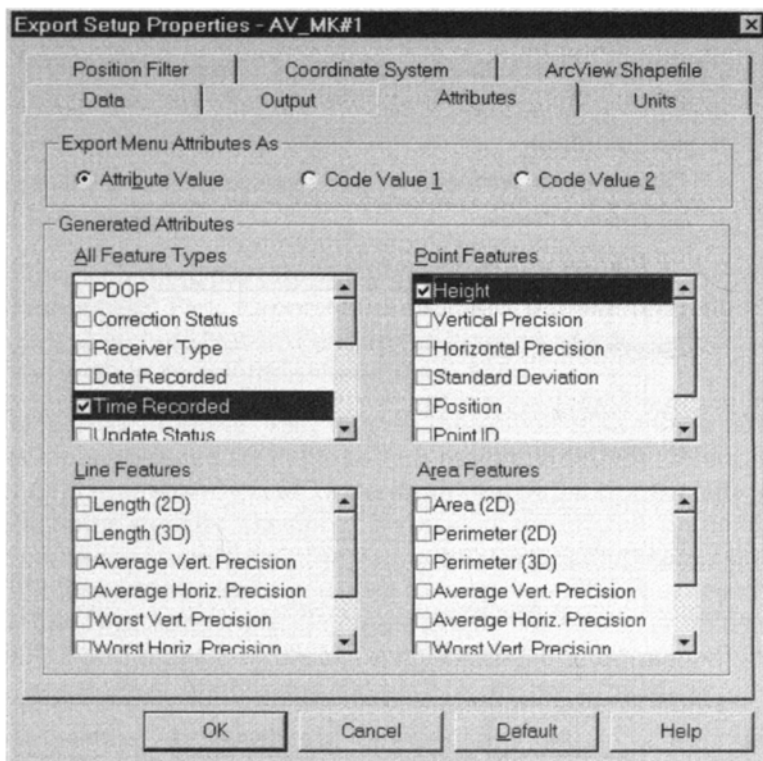 Export Setup Properties - AV_MK#1
Position Filter
Coordinate System
ArcView Shapefile
Data
Output
Attributes
Units
Export Menu Attributes As
Attribute Value
Code Value 1
Code Value 2
Generated Attributes
All Feature Types
PDOP
Correction Status
Receiver Type
Date Recorded
Time Recorded
Update Status
Point Features
Height
Vertical Precision
Horizontal Precision
Standard Deviation
Position
Point ID
Line Features
Length (2D)
Length (3D)
Average Vert. Precision
Average Horiz. Precision
Worst Vert. Precision
Worst Horiz. Precision
Area Features
Area (2D)
Perimeter (2D)
Perimeter (3D)
Average Vert. Precision
Average Horiz. Precision
Worst Vert. Precision
OK
Cancel
Default
Help